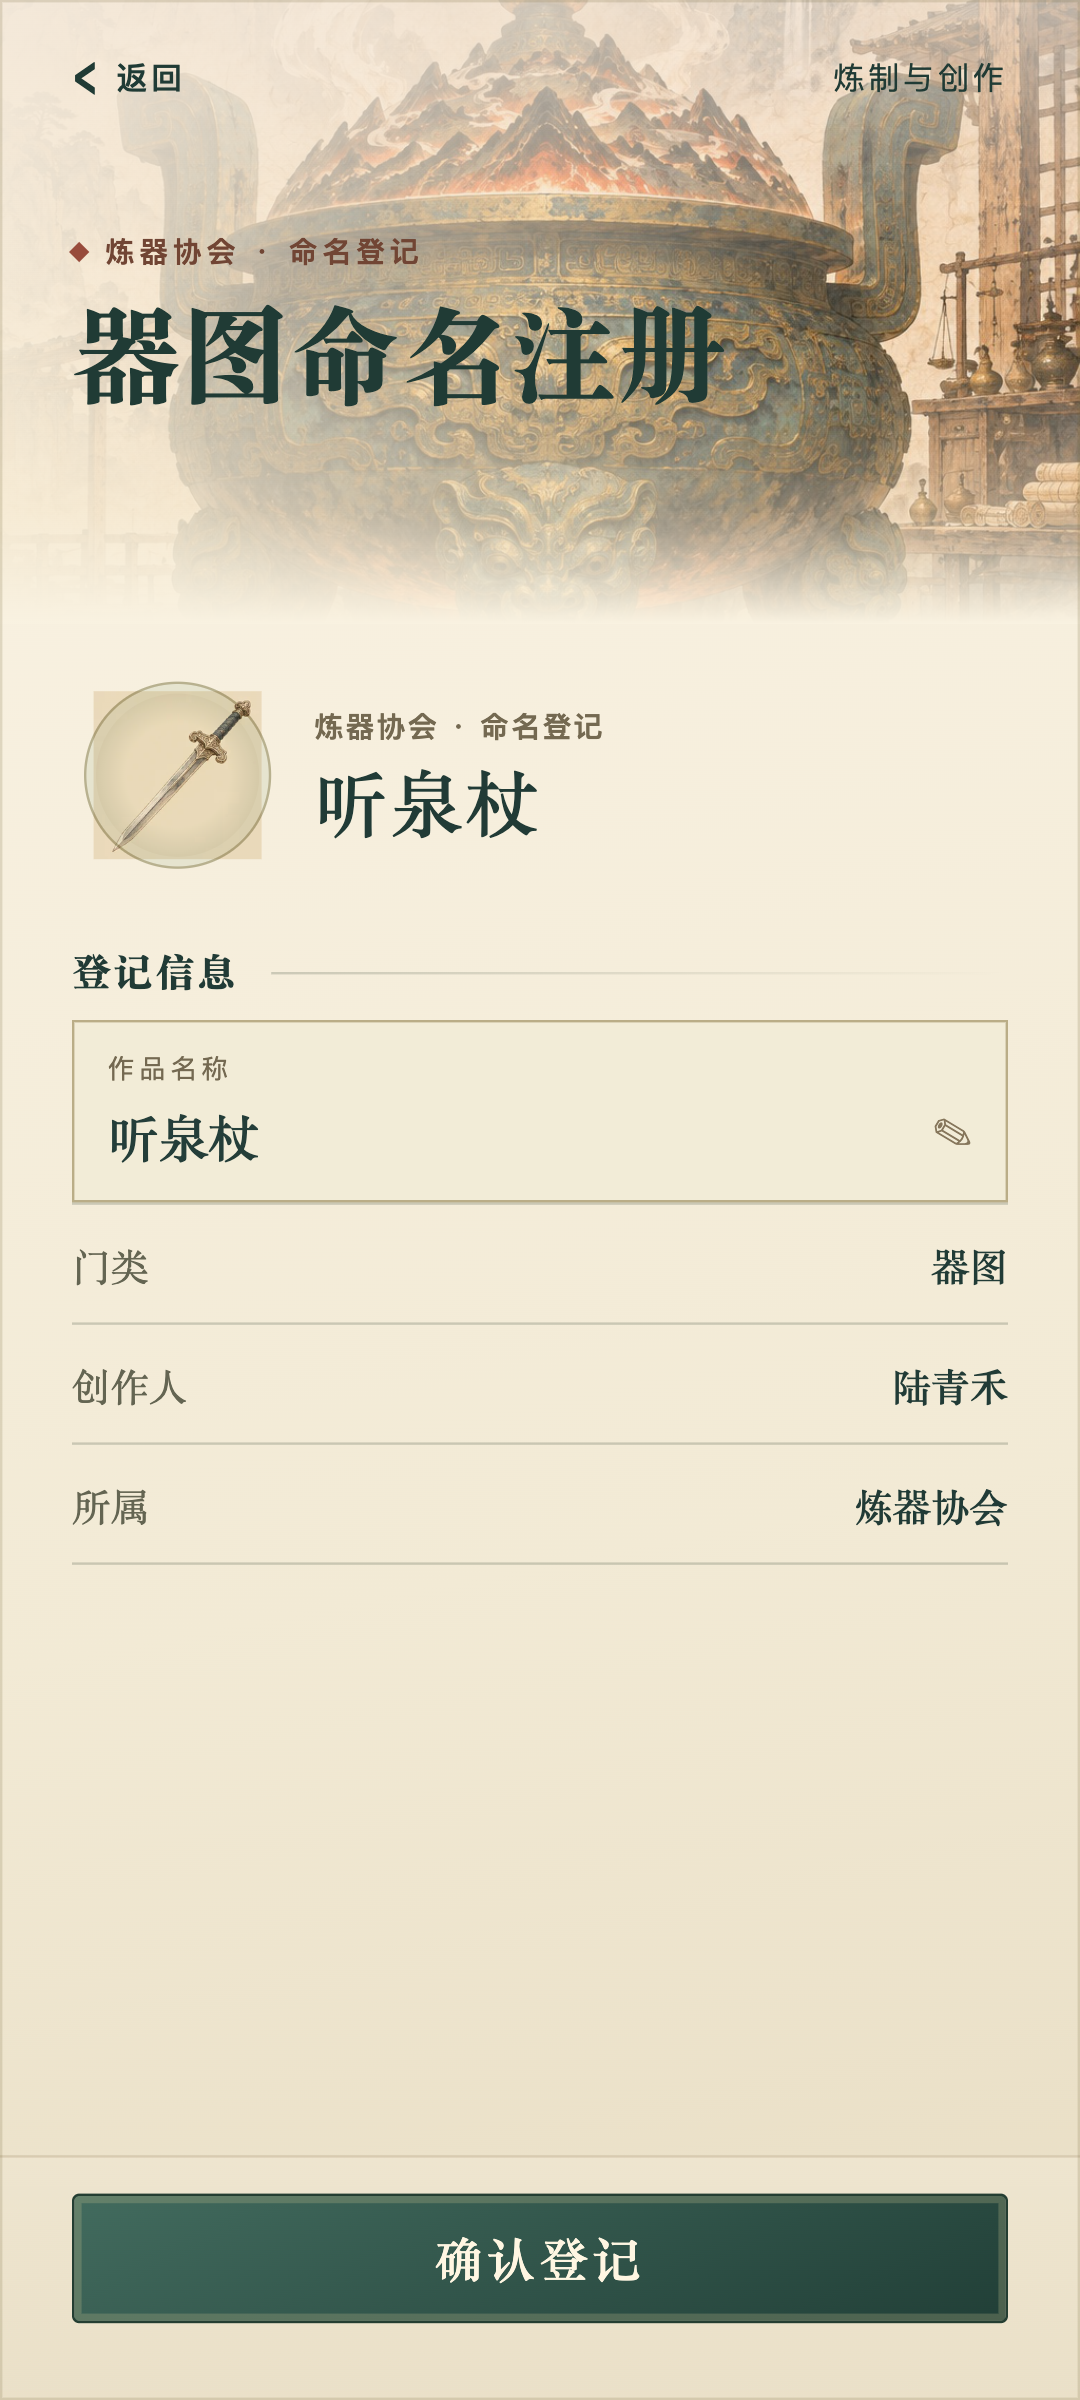 返回
炼制与创作
炼器协会 · 命名登记
器图命名注册
炼器协会 · 命名登记
听泉杖
登记信息
作品名称
听泉杖
门类
器图
创作人
陆青禾
所属
炼器协会
确认登记